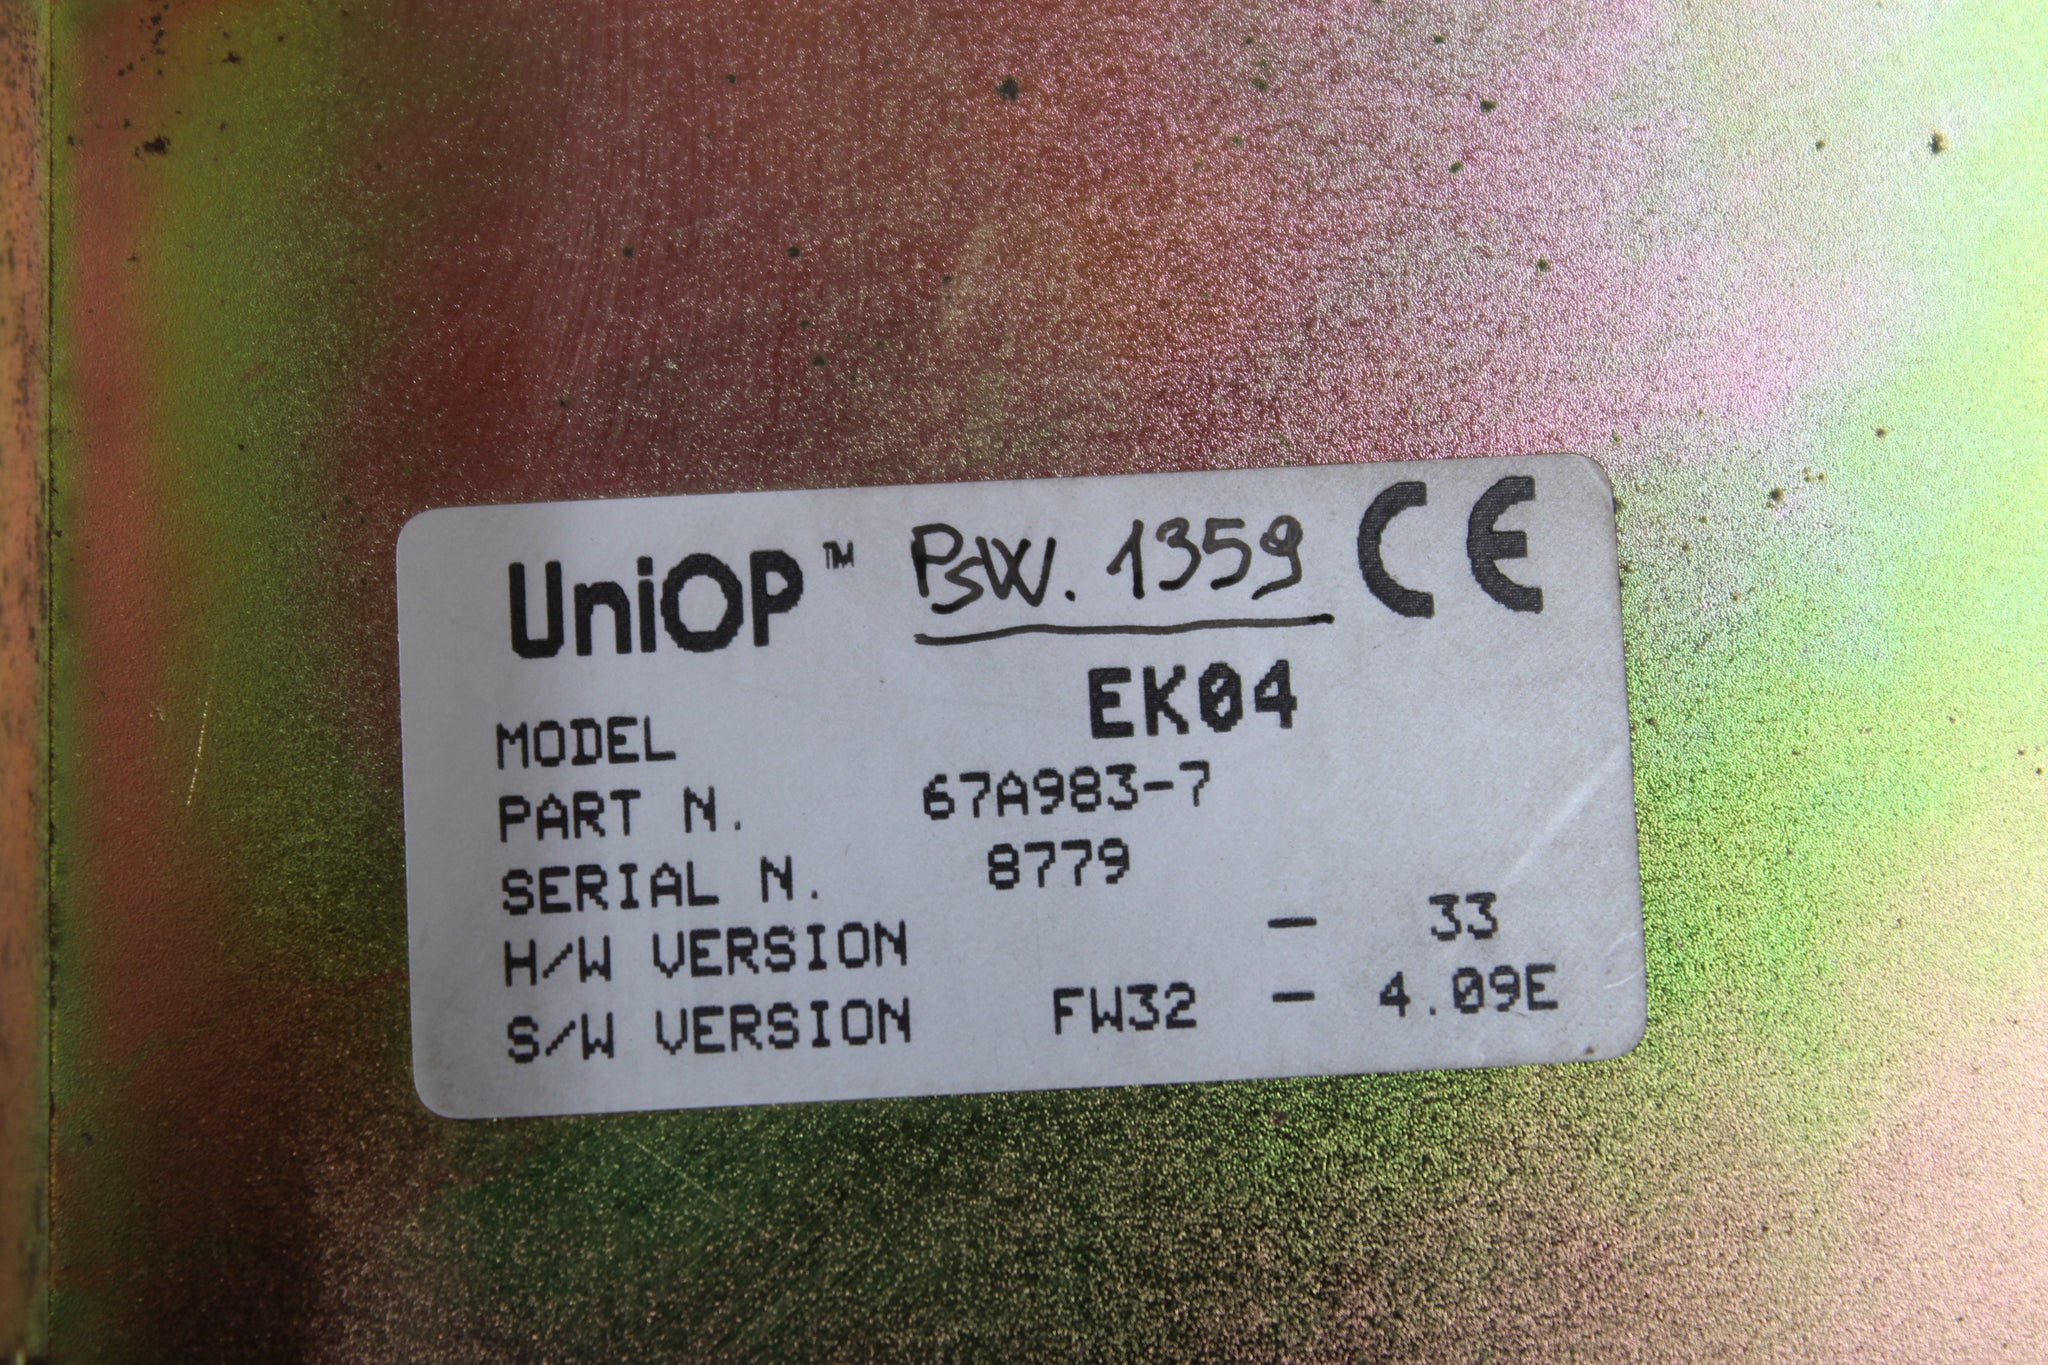 UniOP™ PSW. 1359 CE
MODEL EK04
PART N. 67A983-7
SERIAL N. 8779
H/W VERSION - 33
S/W VERSION FW32 - 4.09E